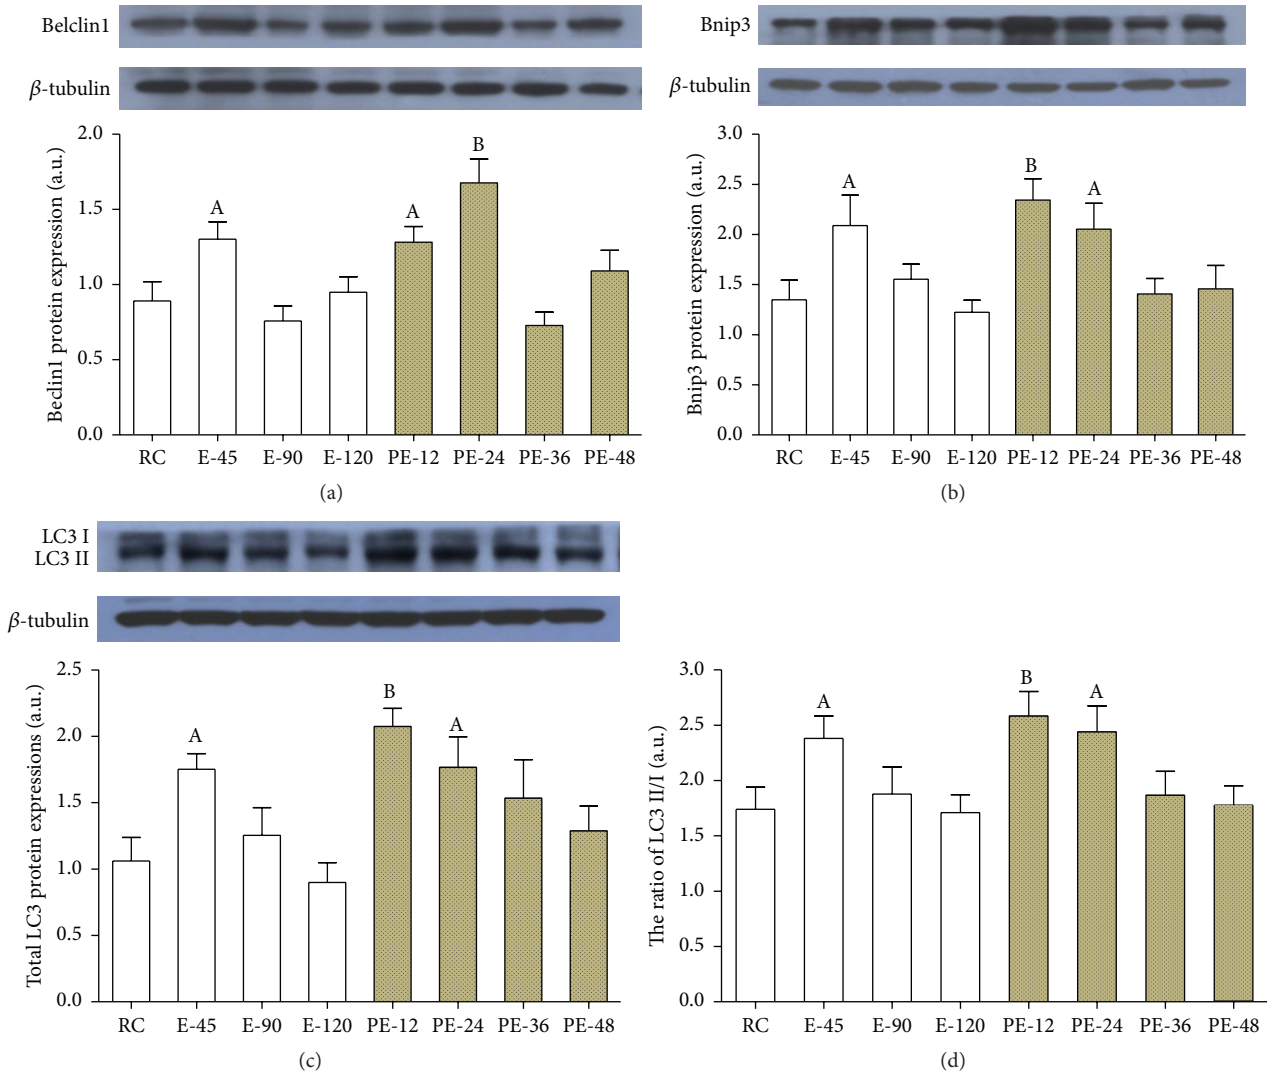 Belclin1
β-tubulin
Beclin1 protein expression (a.u.)
2.0
1.5
1.0
0.5
0.0
A
A
B
RC E-45 E-90 E-120 PE-12 PE-24 PE-36 PE-48
(a)
Bnip3
β-tubulin
Bnip3 protein expression (a.u.)
3.0
2.5
2.0
1.5
1.0
0.5
0.0
A
B
A
RC E-45 E-90 E-120 PE-12 PE-24 PE-36 PE-48
(b)
LC3 I
LC3 II
β-tubulin
Total LC3 protein expressions (a.u.)
2.5
2.0
1.5
1.0
0.5
0.0
A
B
A
RC E-45 E-90 E-120 PE-12 PE-24 PE-36 PE-48
(c)
The ratio of LC3 II/I (a.u.)
3.0
2.5
2.0
1.5
1.0
0.5
0.0
A
B
A
RC E-45 E-90 E-120 PE-12 PE-24 PE-36 PE-48
(d)